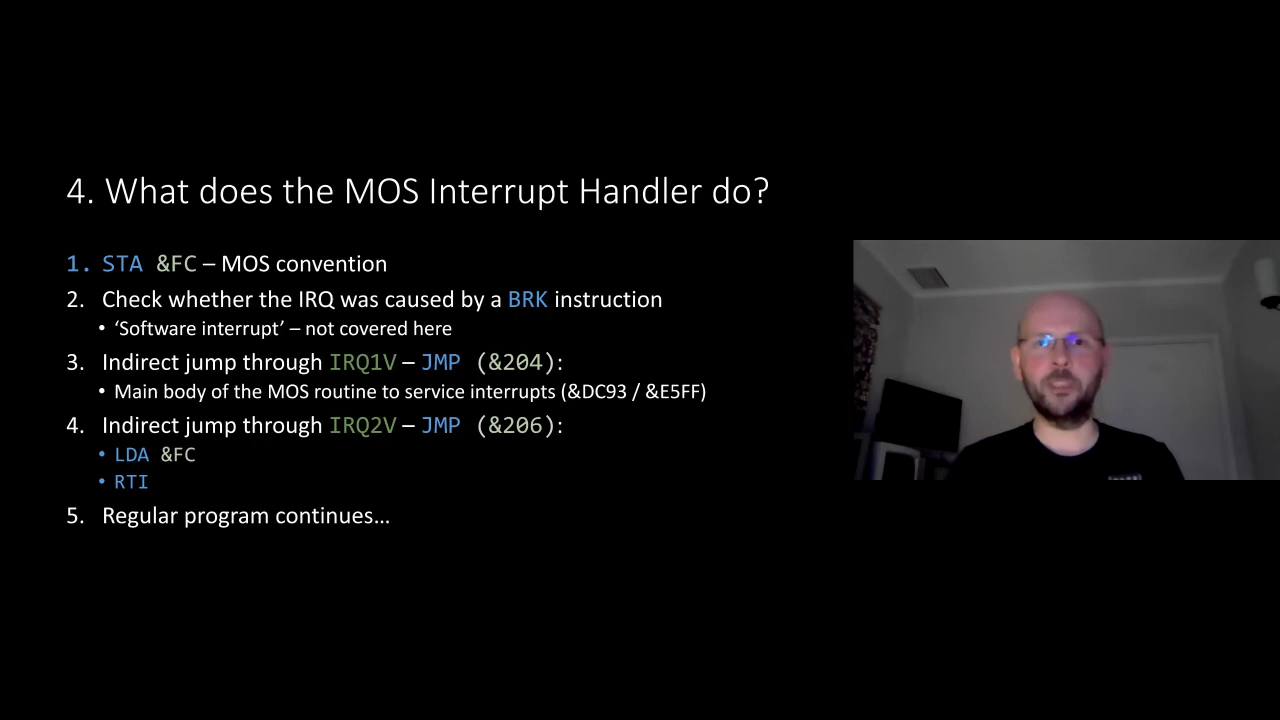 4. What does the MOS Interrupt Handler do?
1. STA &FC – MOS convention
2. Check whether the IRQ was caused by a BRK instruction
• ‘Software interrupt’ – not covered here
3. Indirect jump through IRQ1V – JMP (&204):
• Main body of the MOS routine to service interrupts (&DC93 / &E5FF)
4. Indirect jump through IRQ2V – JMP (&206):
• LDA &FC
• RTI
5. Regular program continues…